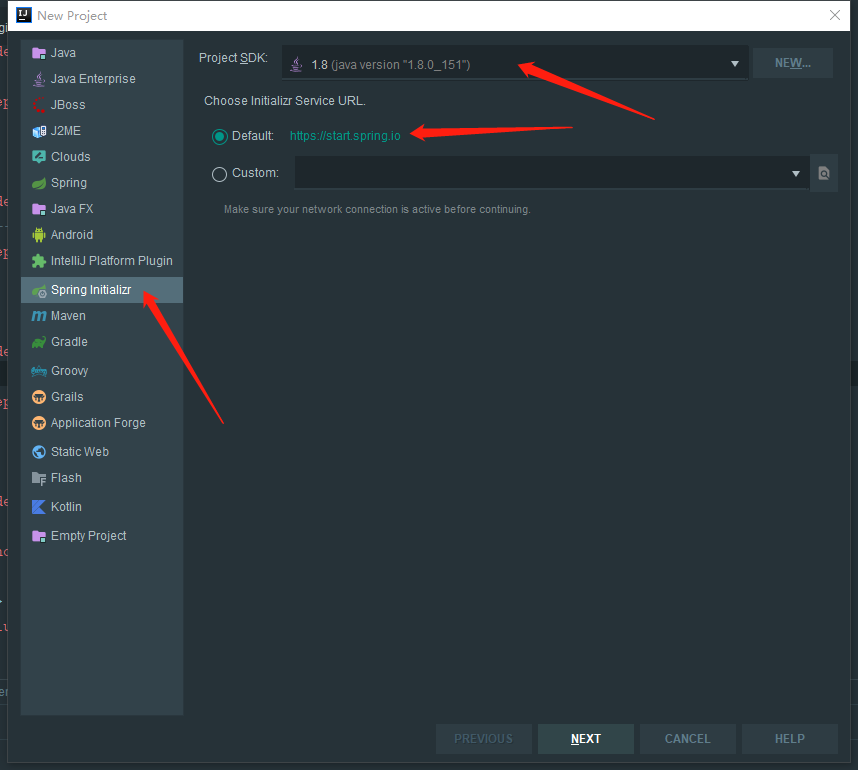 New Project
Java
Java Enterprise
JBoss
J2ME
Clouds
Spring
Java FX
Android
IntelliJ Platform Plugin
Spring Initializr
Maven
Gradle
Groovy
Grails
Application Forge
Static Web
Flash
Kotlin
Empty Project
Project SDK: 1.8 (java version "1.8.0_151") NEW...
Choose Initializr Service URL.
Default: https://start.spring.io
Custom:
Make sure your network connection is active before continuing.
PREVIOUS NEXT CANCEL HELP